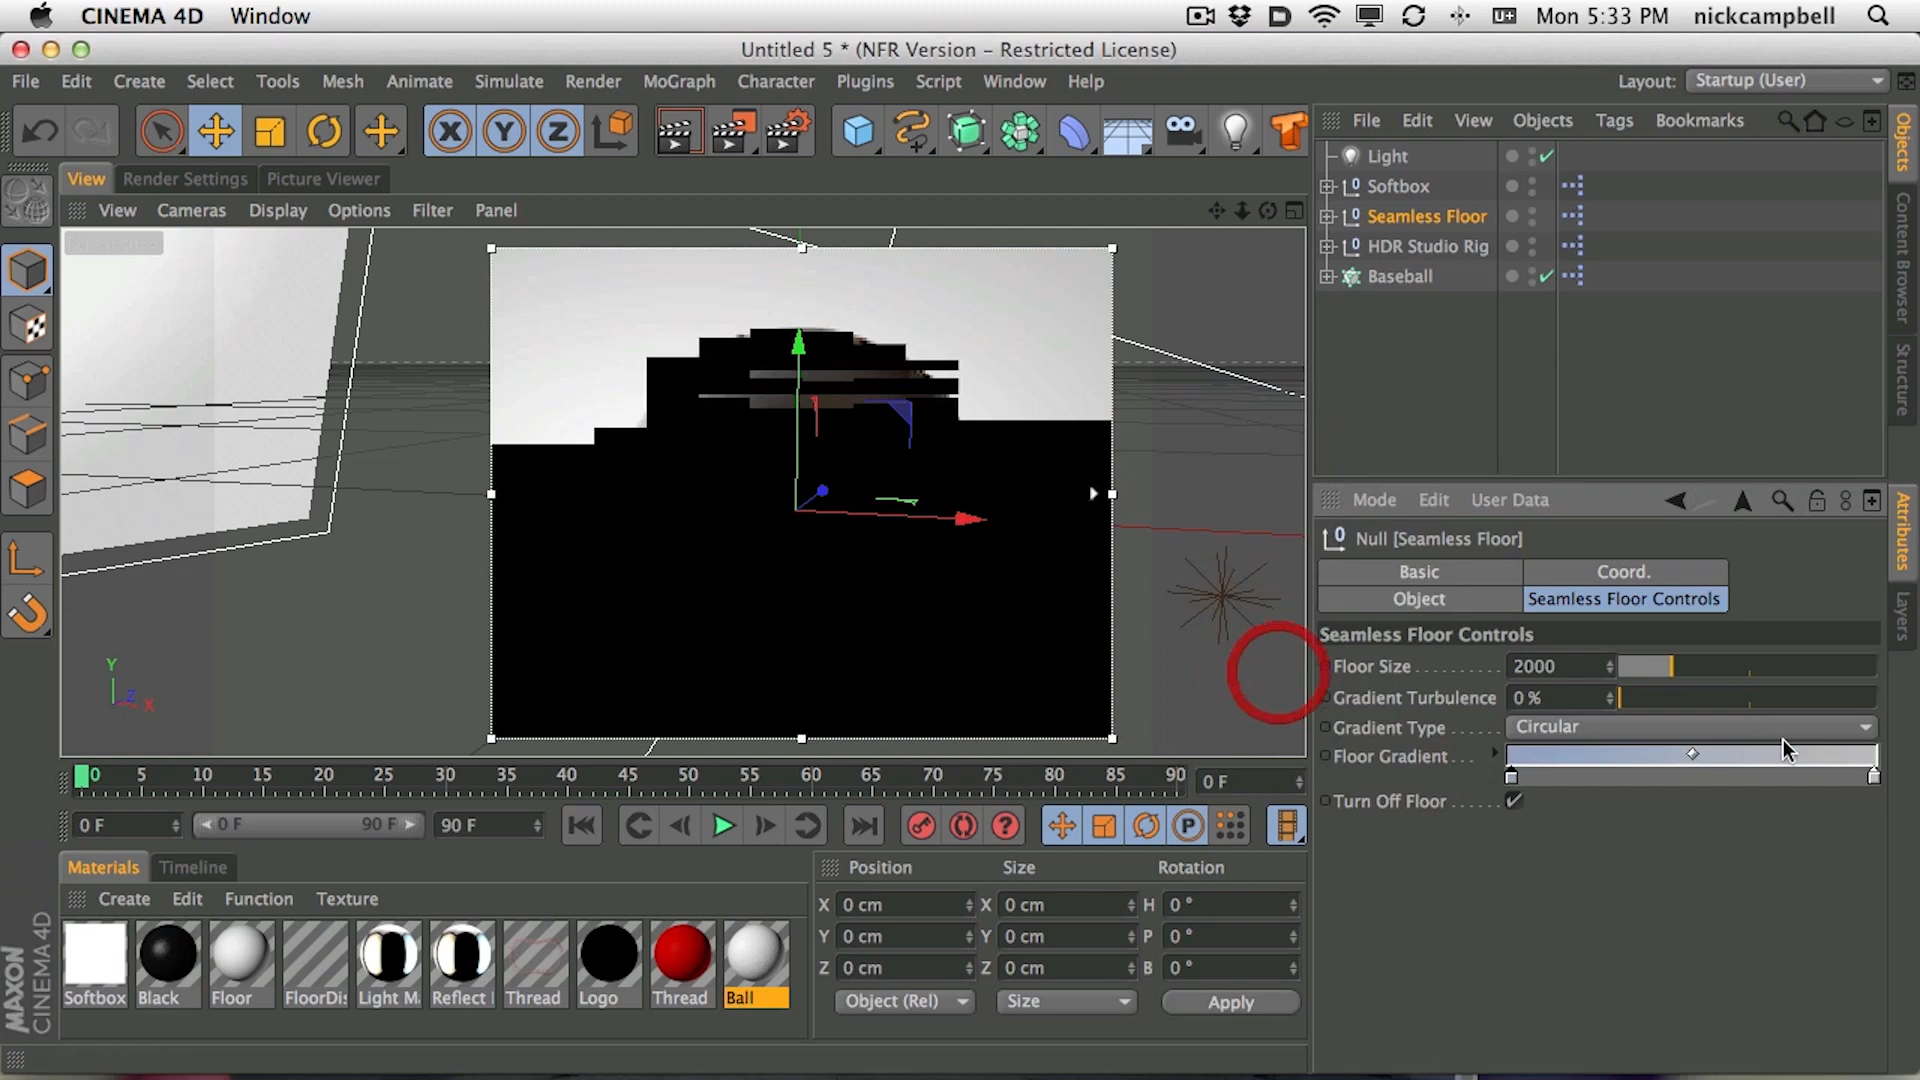 CINEMA 4D Window Mon 5:33 PM nickcampbell
Untitled 5 * (NFR Version - Restricted License)
File Edit Create Select Tools Mesh Animate Simulate Render MoGraph Character Plugins Script Window Help Layout: Startup (User)
X Y Z
File Edit View Objects Tags Bookmarks
View Render Settings Picture Viewer
View Cameras Display Options Filter Panel
Light
Softbox
Seamless Floor
HDR Studio Rig
Baseball
Objects
Content Browser
Structure
Mode Edit User Data
Null [Seamless Floor]
Basic Coord.
Object Seamless Floor Controls
Seamless Floor Controls
Floor Size 2000
Gradient Turbulence 0 %
Gradient Type Circular
Floor Gradient
Turn Off Floor
Attributes
Layers
Y
Z X
0 5 10 15 20 25 30 35 40 45 50 55 60 65 70 75 80 85 90 0 F
0 F 0 F 90 F 90 F
P
Materials Timeline
Create Edit Function Texture
Softbox Black Floor FloorDis Light M Reflect Thread Logo Thread Ball
Position Size Rotation
X 0 cm X 0 cm H 0 °
Y 0 cm Y 0 cm P 0 °
Z 0 cm Z 0 cm B 0 °
Object (Rel) Size Apply
MAXON
CINEMA 4D